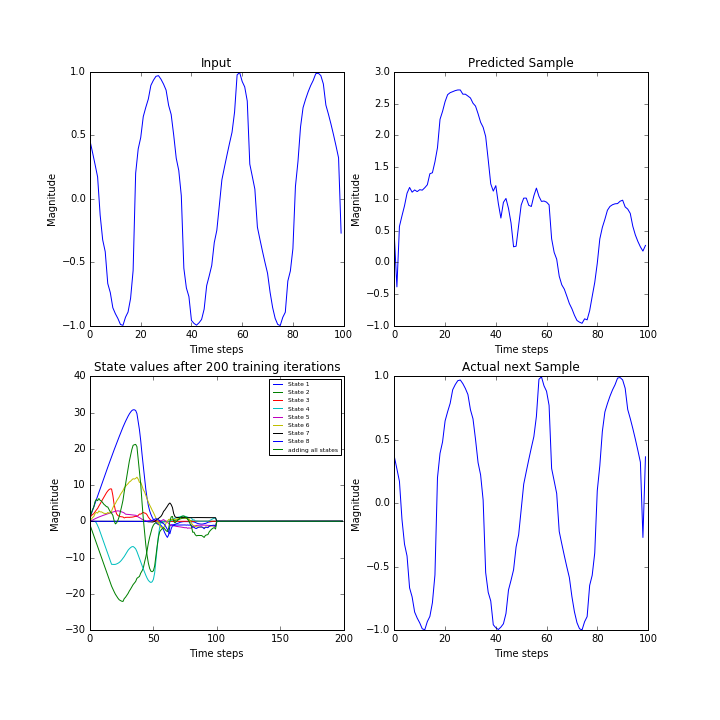 Input
Magnitude
1.0
0.5
0.0
−0.5
−1.0
0 20 40 60 80 100
Time steps
Predicted Sample
Magnitude
3.0
2.5
2.0
1.5
1.0
0.5
0.0
−0.5
−1.0
0 20 40 60 80 100
Time steps
State values after 200 training iterations
Magnitude
40
30
20
10
0
−10
−20
−30
0 50 100 150 200
Time steps
State 1
State 2
State 3
State 4
State 5
State 6
State 7
State 8
adding all states
Actual next Sample
Magnitude
1.0
0.5
0.0
−0.5
−1.0
0 20 40 60 80 100
Time steps